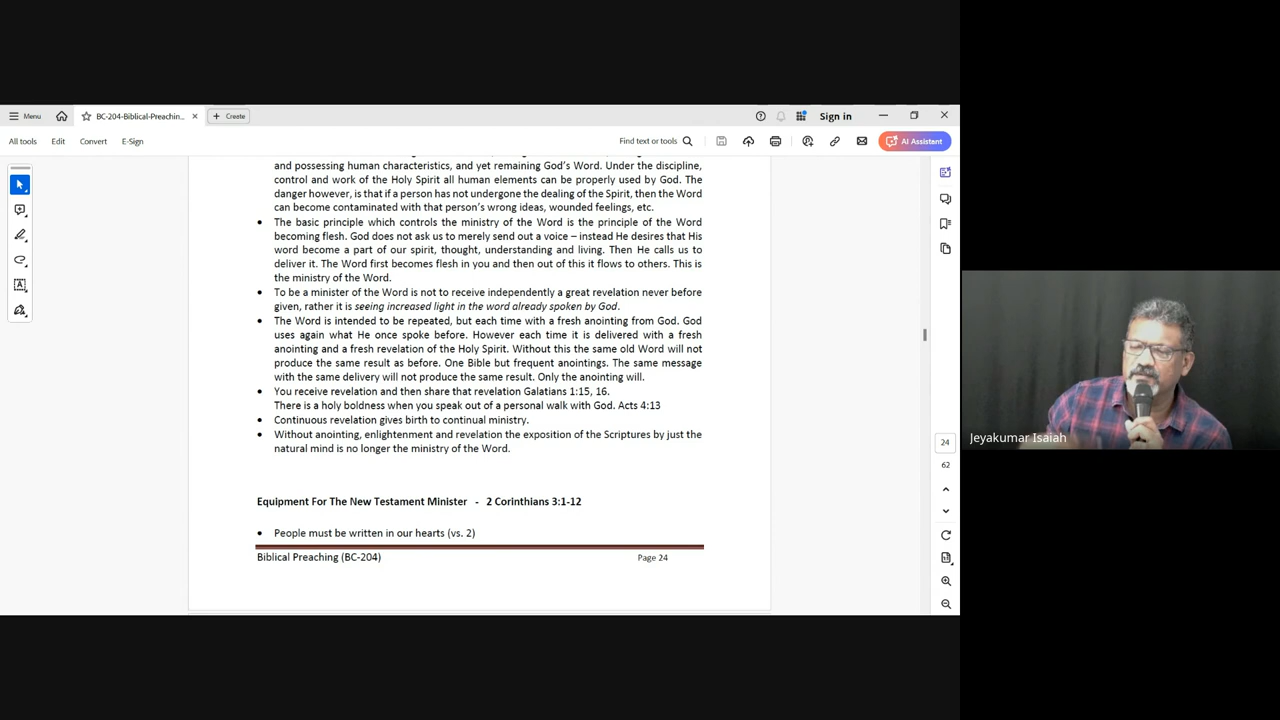 Menu
BC-204-Biblical-Preachin...
Create
Sign in
All tools
Edit
Convert
E-Sign
Find text or tools
AI Assistant
and possessing human characteristics, and yet remaining God's Word. Under the discipline,
control and work of the Holy Spirit all human elements can be properly used by God. The
danger however, is that if a person has not undergone the dealing of the Spirit, then the Word
can become contaminated with that person's wrong ideas, wounded feelings, etc.
• The basic principle which controls the ministry of the Word is the principle of the Word
becoming flesh. God does not ask us to merely send out a voice – instead He desires that His
word become a part of our spirit, thought, understanding and living. Then He calls us to
deliver it. The Word first becomes flesh in you and then out of this it flows to others. This is
the ministry of the Word.
• To be a minister of the Word is not to receive independently a great revelation never before
given, rather it is seeing increased light in the word already spoken by God.
• The Word is intended to be repeated, but each time with a fresh anointing from God. God
uses again what He once spoke before. However each time it is delivered with a fresh
anointing and a fresh revelation of the Holy Spirit. Without this the same old Word will not
produce the same result as before. One Bible but frequent anointings. The same message
with the same delivery will not produce the same result. Only the anointing will.
• You receive revelation and then share that revelation Galatians 1:15, 16.
There is a holy boldness when you speak out of a personal walk with God. Acts 4:13
• Continuous revelation gives birth to continual ministry.
• Without anointing, enlightenment and revelation the exposition of the Scriptures by just the
natural mind is no longer the ministry of the Word.
Equipment For The New Testament Minister - 2 Corinthians 3:1-12
• People must be written in our hearts (vs. 2)
Biblical Preaching (BC-204)
Page 24
24
62
Jeyakumar Isaiah